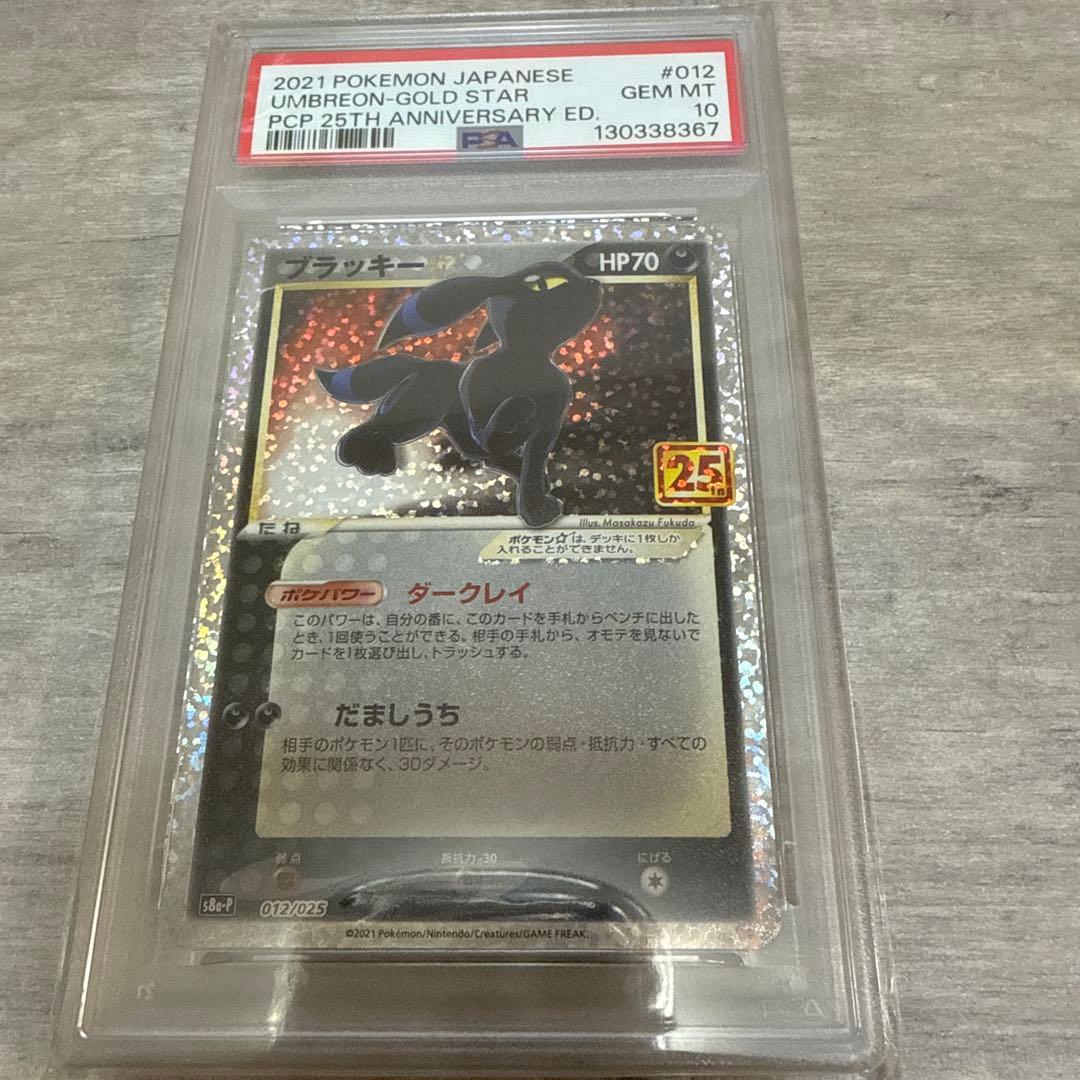 2021 POKEMON JAPANESE #012
UMBREON-GOLD STAR GEM MT
PCP 25TH ANNIVERSARY ED. 10
PSA 130338367
ブラッキー HP70
25th
たね
Illus. Masakazu Fukuda
ポケモン☆は、デッキに1枚しか
入れることができません。
ポケパワー ダークレイ
このパワーは、自分の番に、このカードを手札からベンチに出した
とき、1回使うことができる。相手の手札から、オモテを見ないで
カードを1枚選び出し、トラッシュする。
だましうち
相手のポケモン1匹に、そのポケモンの弱点・抵抗力・すべての
効果に関係なく、30ダメージ。
弱点 抵抗力 -30 にげる
s8a-P 012/025
©2021 Pokémon/Nintendo/Creatures/GAME FREAK.